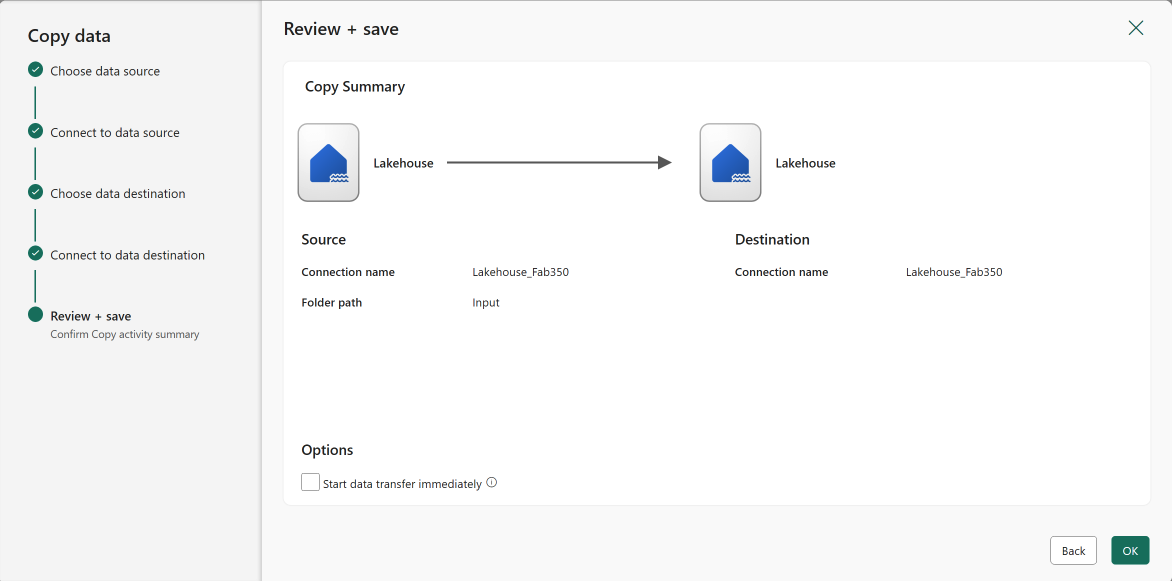 Copy data
Choose data source
Connect to data source
Choose data destination
Connect to data destination
Review + save
Confirm Copy activity summary
Review + save
Copy Summary
Lakehouse
Lakehouse
Source
Connection name Lakehouse_Fab350
Folder path Input
Destination
Connection name Lakehouse_Fab350
Options
Start data transfer immediately
Back OK